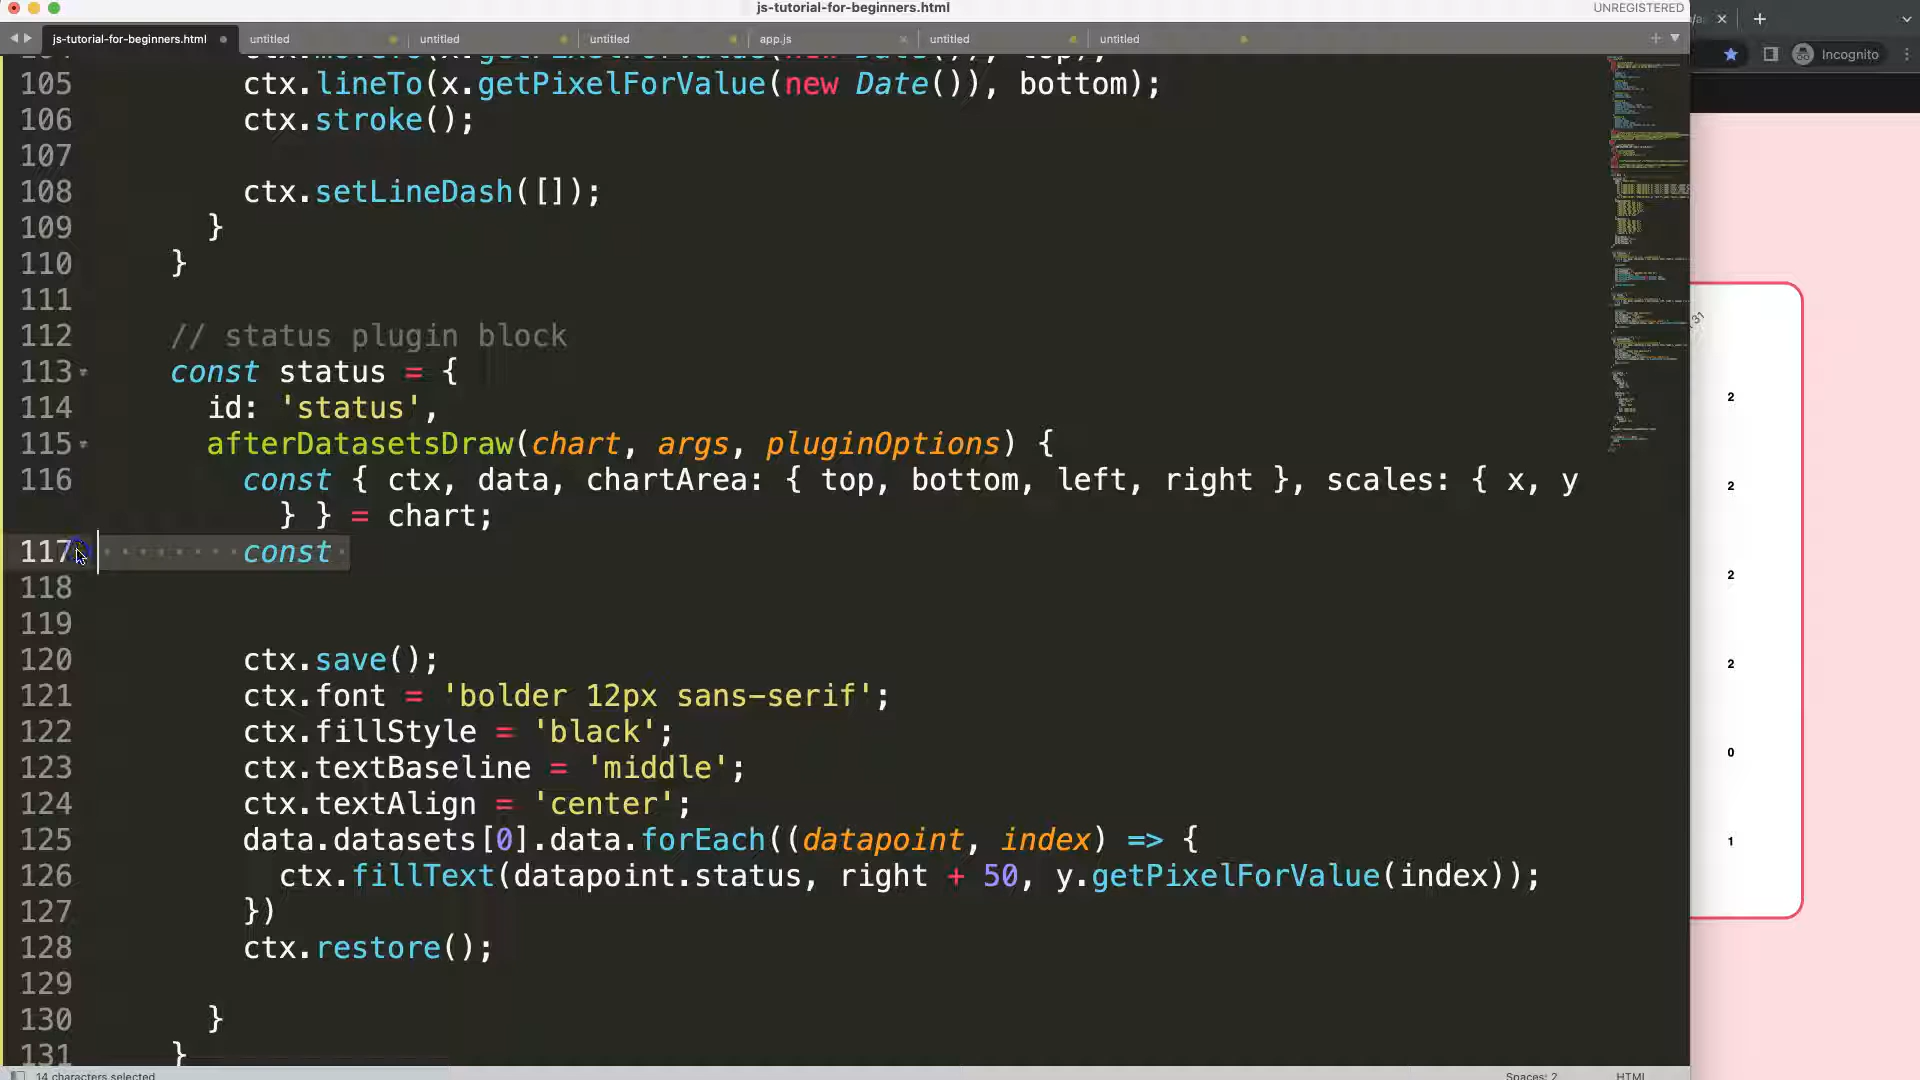 js-tutorial-for-beginners.html
UNREGISTERED
js-tutorial-for-beginners.html untitled untitled untitled app.js untitled untitled
Incognito
105 ctx.lineTo(x.getPixelForValue(new Date()), bottom);
106 ctx.stroke();
107
108 ctx.setLineDash([]);
109 }
110 }
111
112 // status plugin block
113 const status = {
114 id: 'status',
115 afterDatasetsDraw(chart, args, pluginOptions) {
116 const { ctx, data, chartArea: { top, bottom, left, right }, scales: { x, y
} } = chart;
117 const
118
119
120 ctx.save();
121 ctx.font = 'bolder 12px sans-serif';
122 ctx.fillStyle = 'black';
123 ctx.textBaseline = 'middle';
124 ctx.textAlign = 'center';
125 data.datasets[0].data.forEach((datapoint, index) => {
126 ctx.fillText(datapoint.status, right + 50, y.getPixelForValue(index));
127 })
128 ctx.restore();
129
130 }
131 }
14 characters selected
Spaces: 2
HTML
31
2
2
2
2
0
1